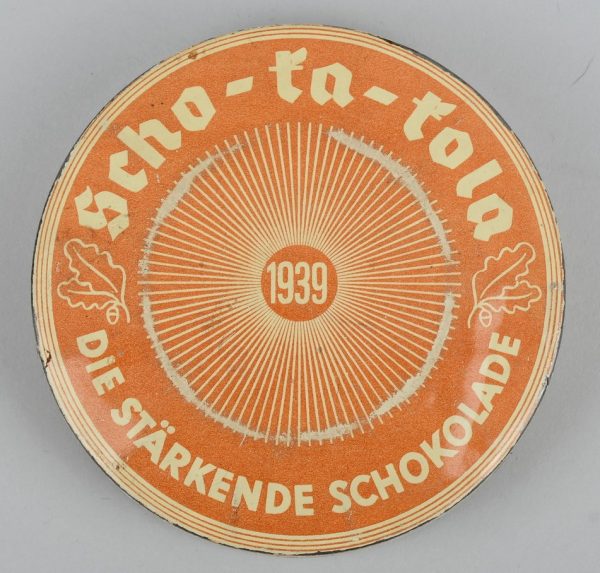 Scho-ka-kola
1939
DIE STÄRKENDE SCHOKOLADE